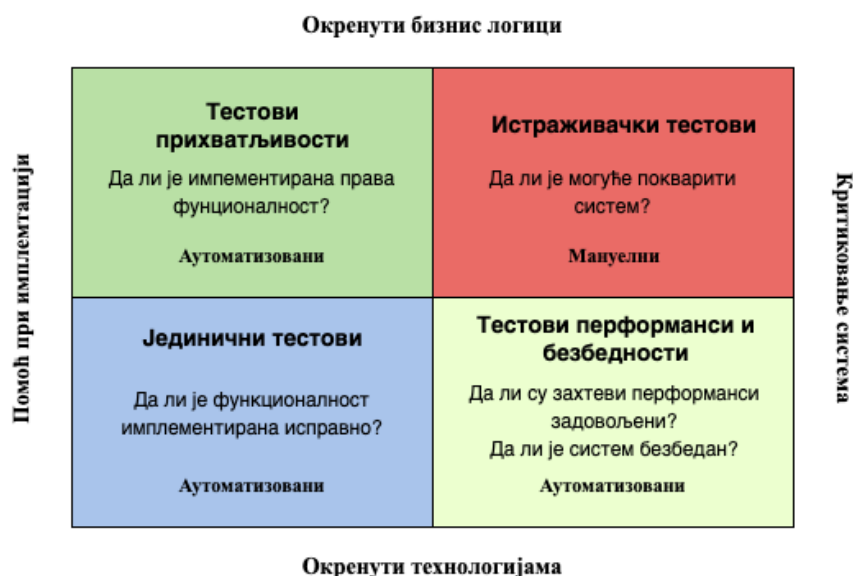 Окренути бизнис логици
Тестови
прихватљивости
Да ли је импементирана права
фунционалност?
Аутоматизовани
Истраживачки тестови
Да ли је могуће покварити
систем?
Мануелни
Помоћ при имплемтацији
Критиковање система
Јединични тестови
Да ли је функционалност
имплементирана исправно?
Аутоматизовани
Тестови перформанси и
безбедности
Да ли су захтеви перформанси
задовољени?
Да ли је систем безбедан?
Аутоматизовани
Окренути технологијама